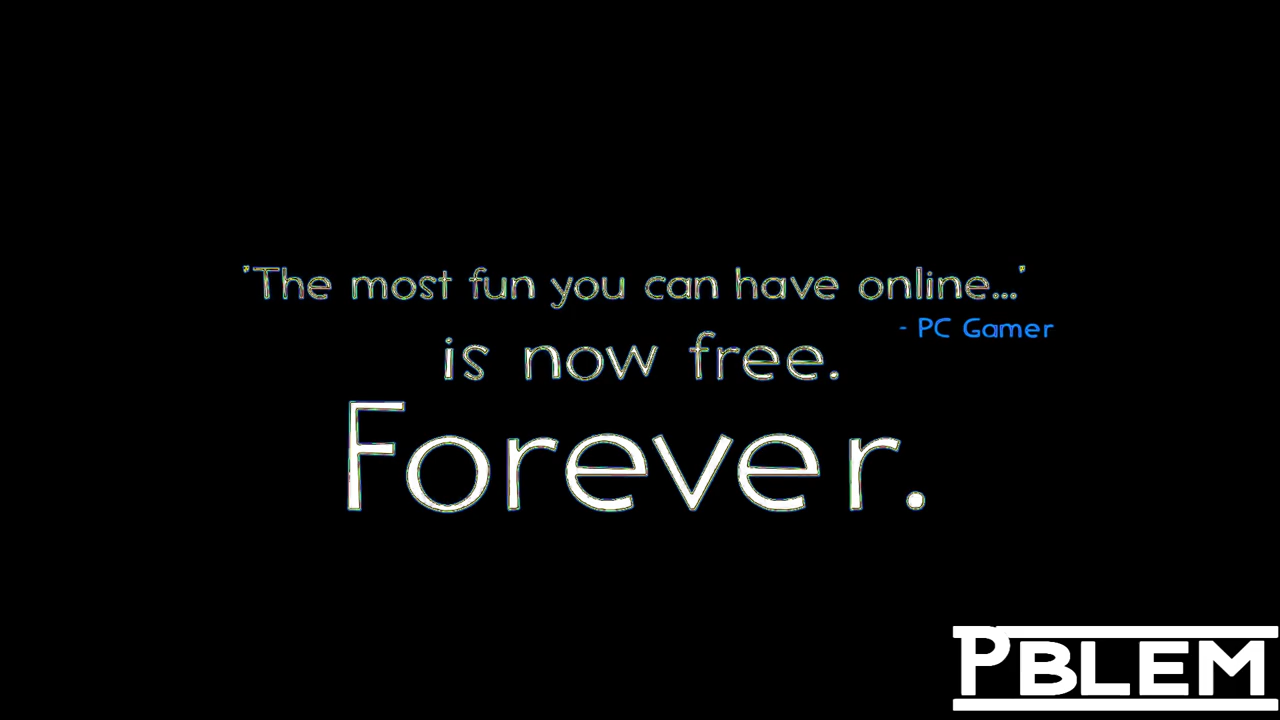 "The most fun you can have online..."
- PC Gamer
is now free.
Forever.
PBLEM